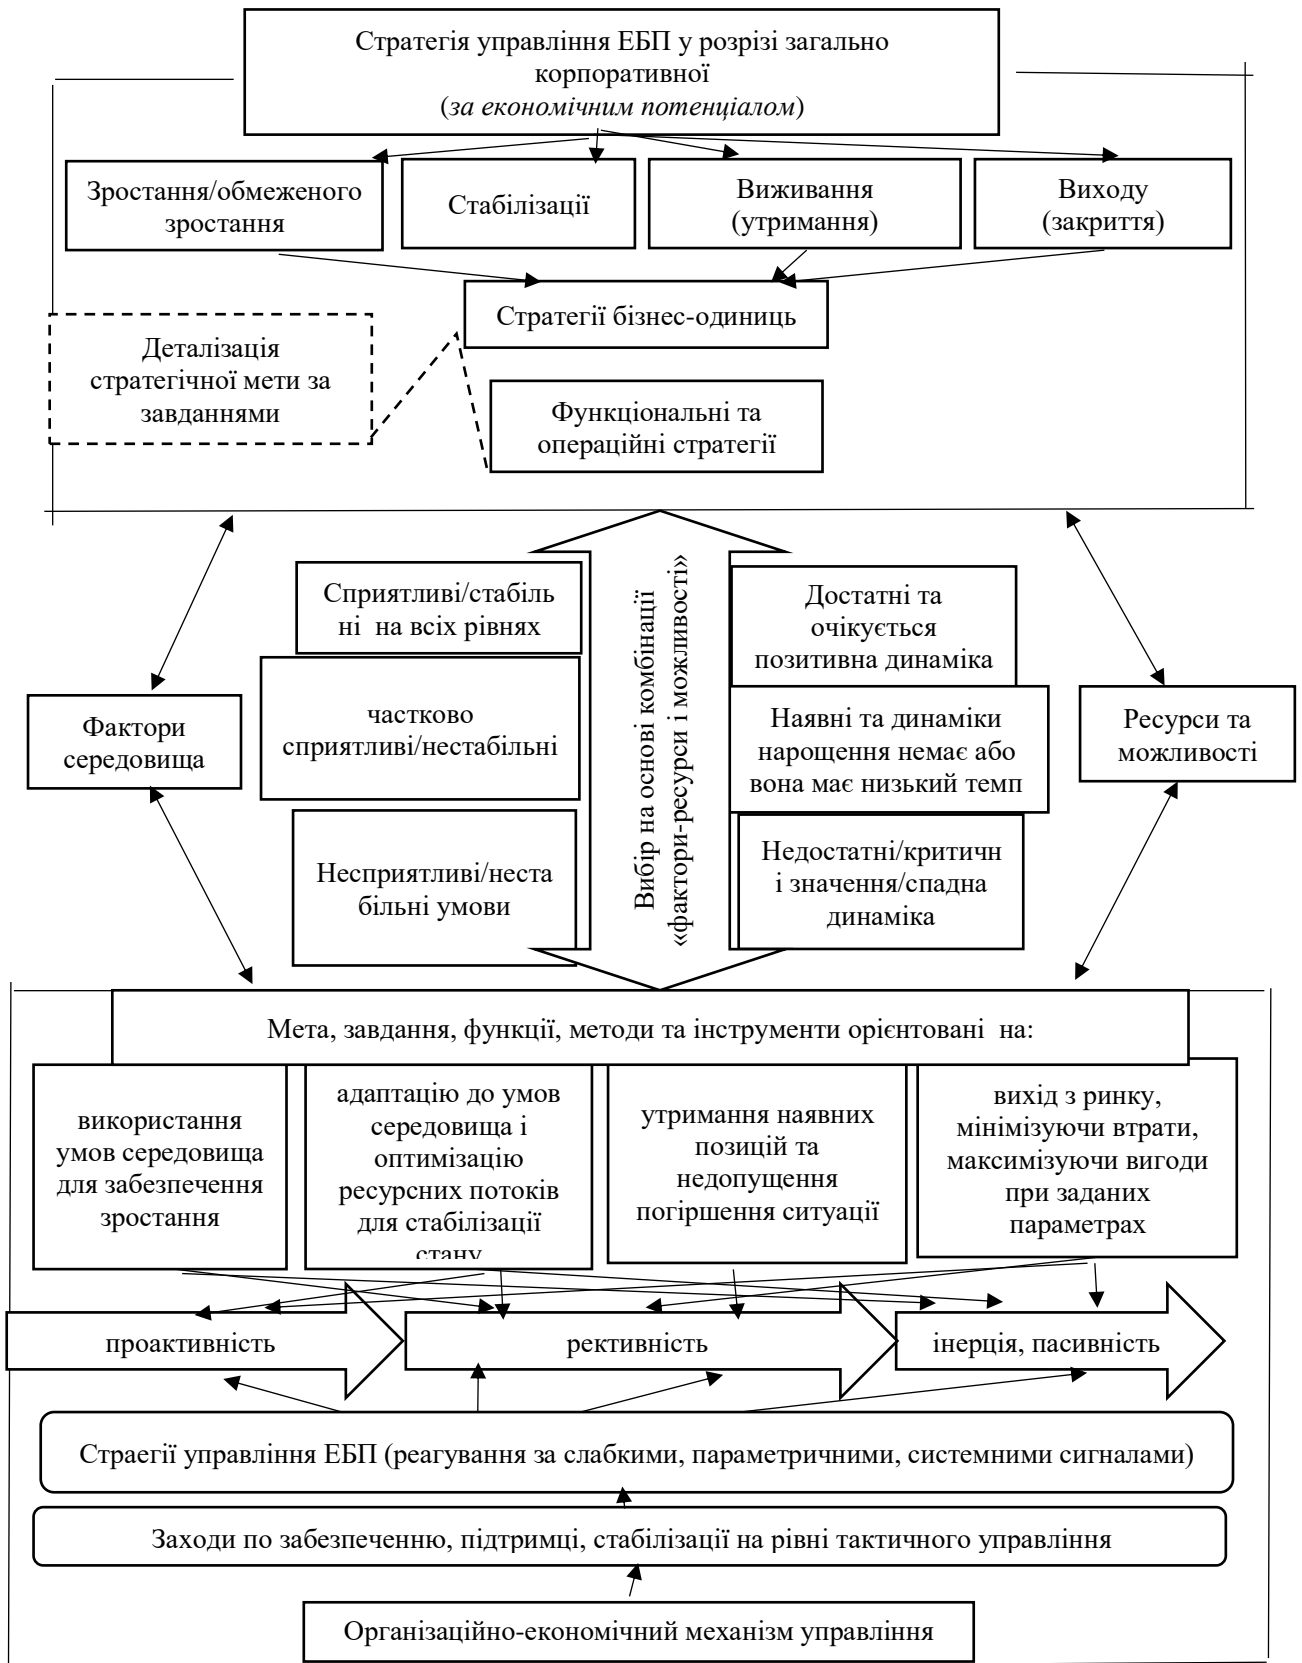 Стратегія управління ЕБП у розрізі загально
корпоративної
(за економічним потенціалом)
Зростання/обмеженого
зростання
Стабілізації
Виживання
(утримання)
Виходу
(закриття)
Стратегії бізнес-одиниць
Деталізація
стратегічної мети за
завданнями
Функціональні та
операційні стратегії
Сприятливі/стабіль
ні на всіх рівнях
частково
сприятливі/нестабільні
Несприятливі/неста
більні умови
Фактори
середовища
Вибір на основі комбінації
«фактори-ресурси і можливості»
Достатні та
очікується
позитивна динаміка
Наявні та динаміки
нарощення немає або
вона має низький темп
Недостатні/критичн
і значення/спадна
динаміка
Ресурси та
можливості
Мета, завдання, функції, методи та інструменти орієнтовані на:
використання
умов середовища
для забезпечення
зростання
адаптацію до умов
середовища і
оптимізацію
ресурсних потоків
для стабілізації
стану
утримання наявних
позицій та
недопущення
погіршення ситуації
вихід з ринку,
мінімізуючи втрати,
максимізуючи вигоди
при заданих
параметрах
проактивність
рективність
інерція, пасивність
Страегії управління ЕБП (реагування за слабкими, параметричними, системними сигналами)
Заходи по забезпеченню, підтримці, стабілізації на рівні тактичного управління
Організаційно-економічний механізм управління